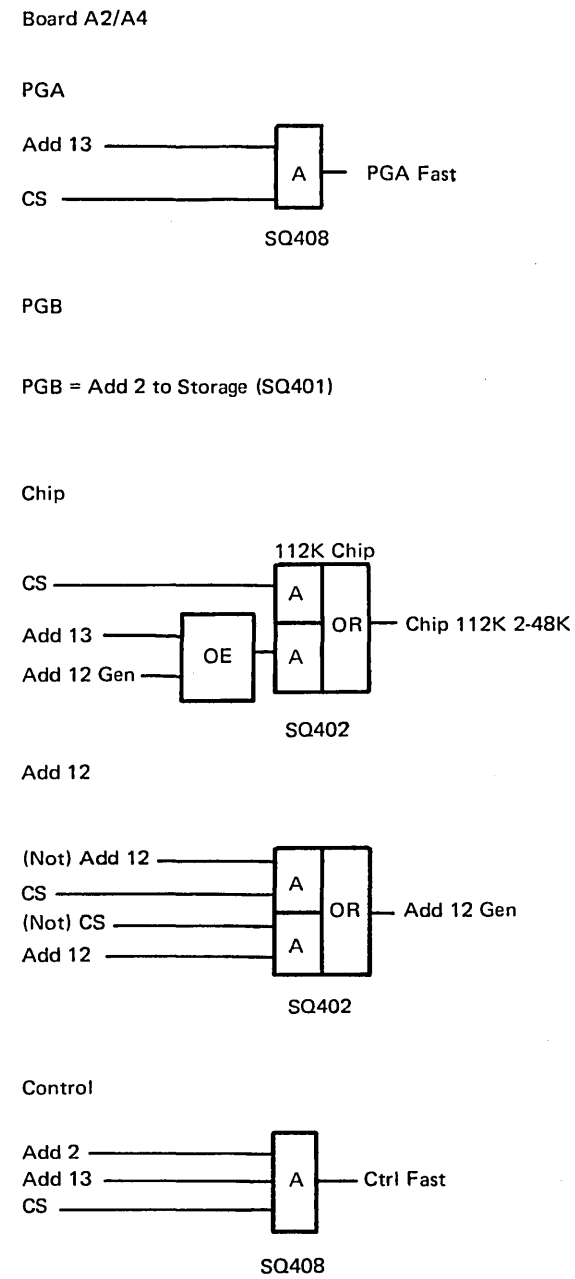 Board A2/A4
PGA
Add 13
A
PGA Fast
CS
SQ408
PGB
PGB = Add 2 to Storage (SQ401)
Chip
112K Chip
CS
A
Add 13
OR
Chip 112K 2-48K
OE
A
Add 12 Gen
SQ402
Add 12
(Not) Add 12
A
CS
OR
Add 12 Gen
(Not) CS
A
Add 12
SQ402
Control
Add 2
Add 13
A
Ctrl Fast
CS
SQ408